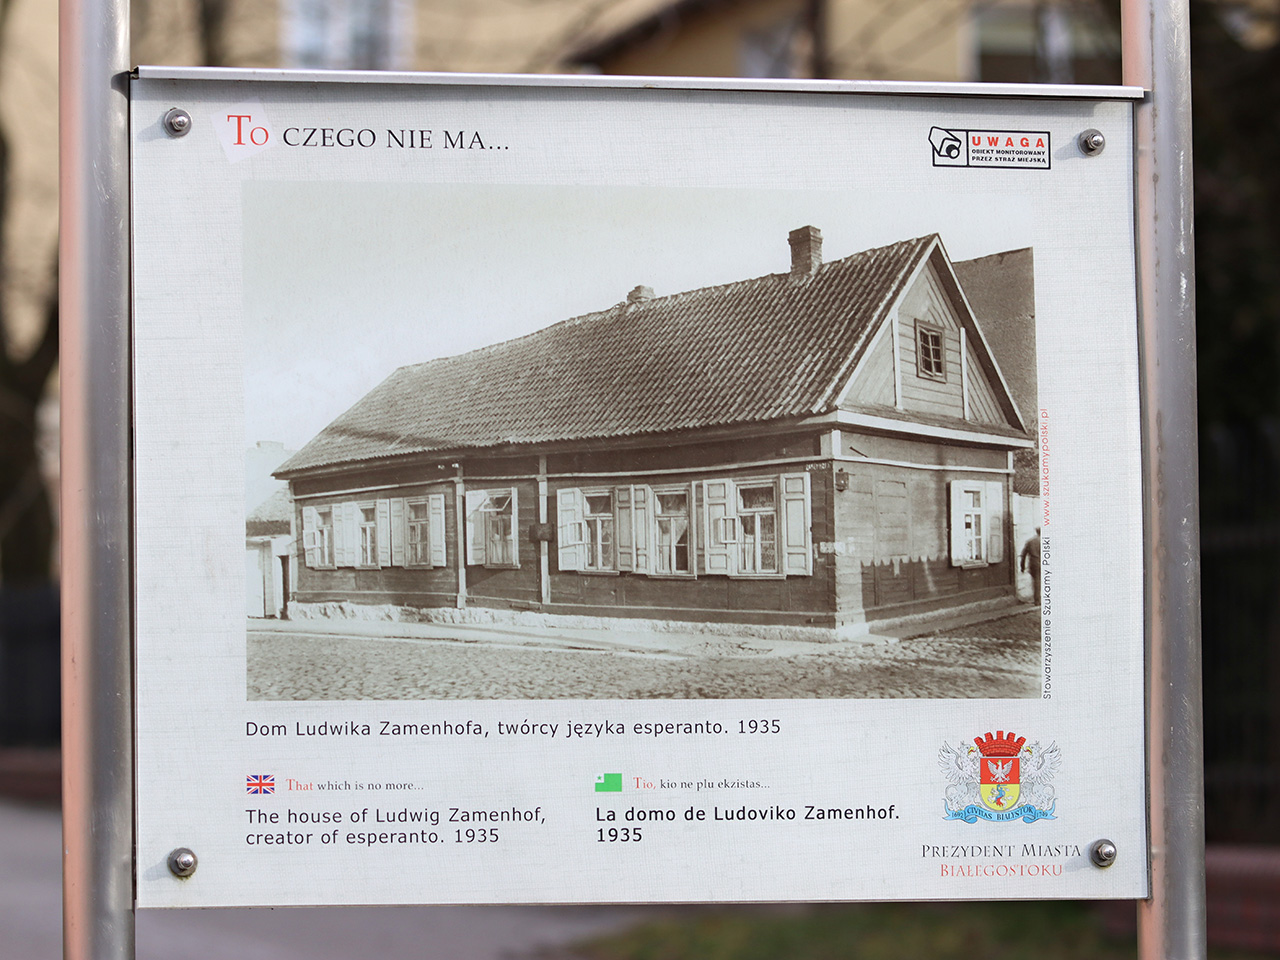 To CZEGO NIE MA...
UWAGA
OBIEKT MONITOROWANY
PRZEZ STRAŻ MIEJSKĄ
Stowarzyszenie Szukamy Polski www.szukamypolski.pl
Dom Ludwika Zamenhofa, twórcy języka esperanto. 1935
That which is no more...
The house of Ludwig Zamenhof,
creator of esperanto. 1935
Tio, kio ne plu ekzistas...
La domo de Ludoviko Zamenhof.
1935
1692 CIVITAS BIALYSTOK 1749
PREZYDENT MIASTA
BIAŁEGOSTOKU